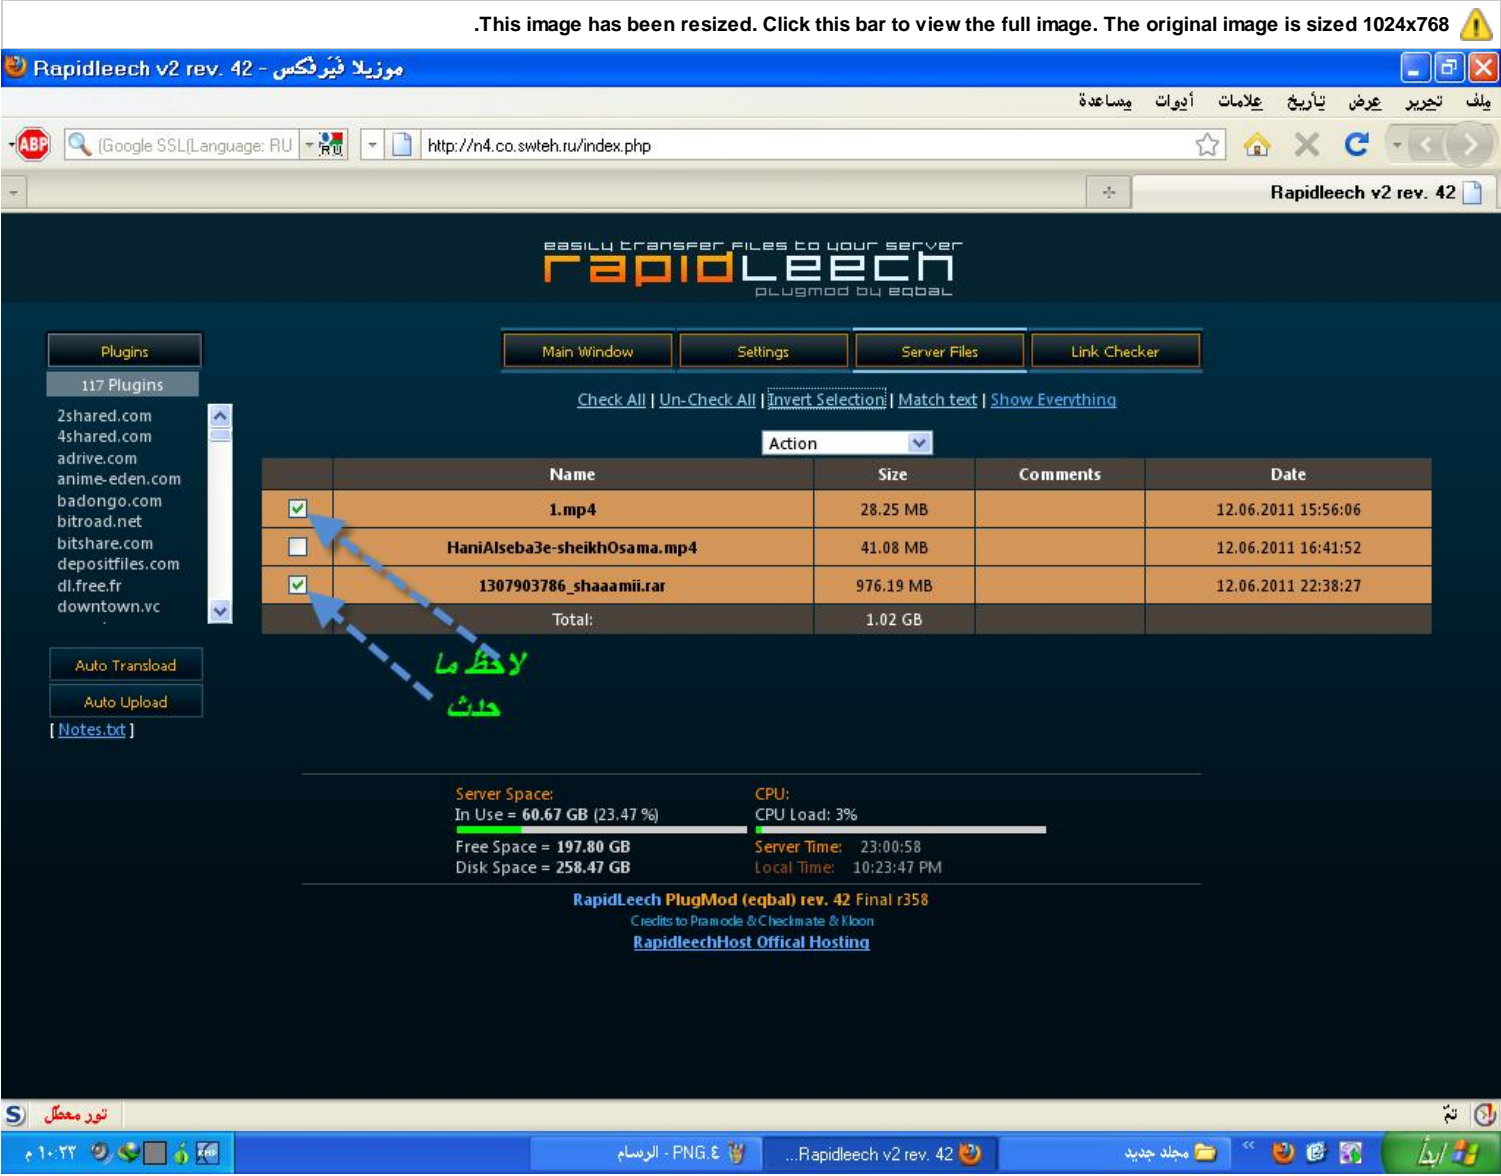 .This image has been resized. Click this bar to view the full image. The original image is sized 1024x768
Rapidleech v2 rev. 42 - موزيلا فَيَرفُكس
ملف تحرير عرض تأريخ علامات أدوات مساعدة
ABP
(Google SSL(Language: RU
RU
http://n4.co.swteh.ru/index.php
Rapidleech v2 rev. 42
easily transfer files to your server
rapidleech
plugmod by eqbal
Main Window Settings Server Files Link Checker
Plugins
117 Plugins
2shared.com
4shared.com
adrive.com
anime-eden.com
badongo.com
bitroad.net
bitshare.com
depositfiles.com
dl.free.fr
downtown.vc
Auto Transload
Auto Upload
[ Notes.txt ]
Check All | Un-Check All | Invert Selection | Match text | Show Everything
Action
Name Size Comments Date
1.mp4 28.25 MB 12.06.2011 15:56:06
HaniAlseba3e-sheikhOsama.mp4 41.08 MB 12.06.2011 16:41:52
1307903786_shaaamii.rar 976.19 MB 12.06.2011 22:38:27
Total: 1.02 GB
لاحظ ما
حدث
Server Space:
In Use = 60.67 GB (23.47 %)
Free Space = 197.80 GB
Disk Space = 258.47 GB
CPU:
CPU Load: 3%
Server Time: 23:00:58
Local Time: 10:23:47 PM
RapidLeech PlugMod (eqbal) rev. 42 Final r358
Credits to Pramode & Checkmate & Kloon
RapidleechHost Offical Hosting
تمّ
تور معطّل
S
ابدأ
مجلد جديد
...Rapidleech v2 rev. 42
PNG.٤ - الرسام
KMP
١٠:٢٣ م